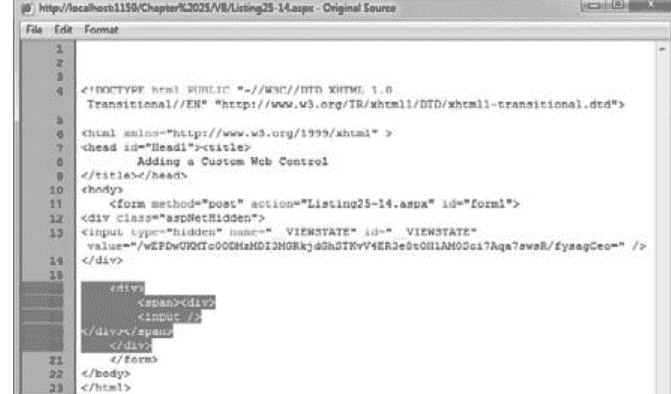 http://localhost:1159/Chapter%2025/VB/Listing25-14.aspx - Original Source
File Edit Format
1
2
3
4 <!DOCTYPE html PUBLIC "-//W3C//DTD XHTML 1.0
Transitional//EN" "http://www.w3.org/TR/xhtml1/DTD/xhtml1-transitional.dtd">
5
6 <html xmlns="http://www.w3.org/1999/xhtml" >
7 <head id="Head1"><title>
8 Adding a Custom Web Control
9 </title></head>
10 <body>
11 <form method="post" action="Listing25-14.aspx" id="form1">
12 <div class="aspNetHidden">
13 <input type="hidden" name="__VIEWSTATE" id="__VIEWSTATE"
value=" />
14 </div>
15
<div>
<span><div>
<input />
</div></span>
</div>
21 </form>
22 </body>
23 </html>